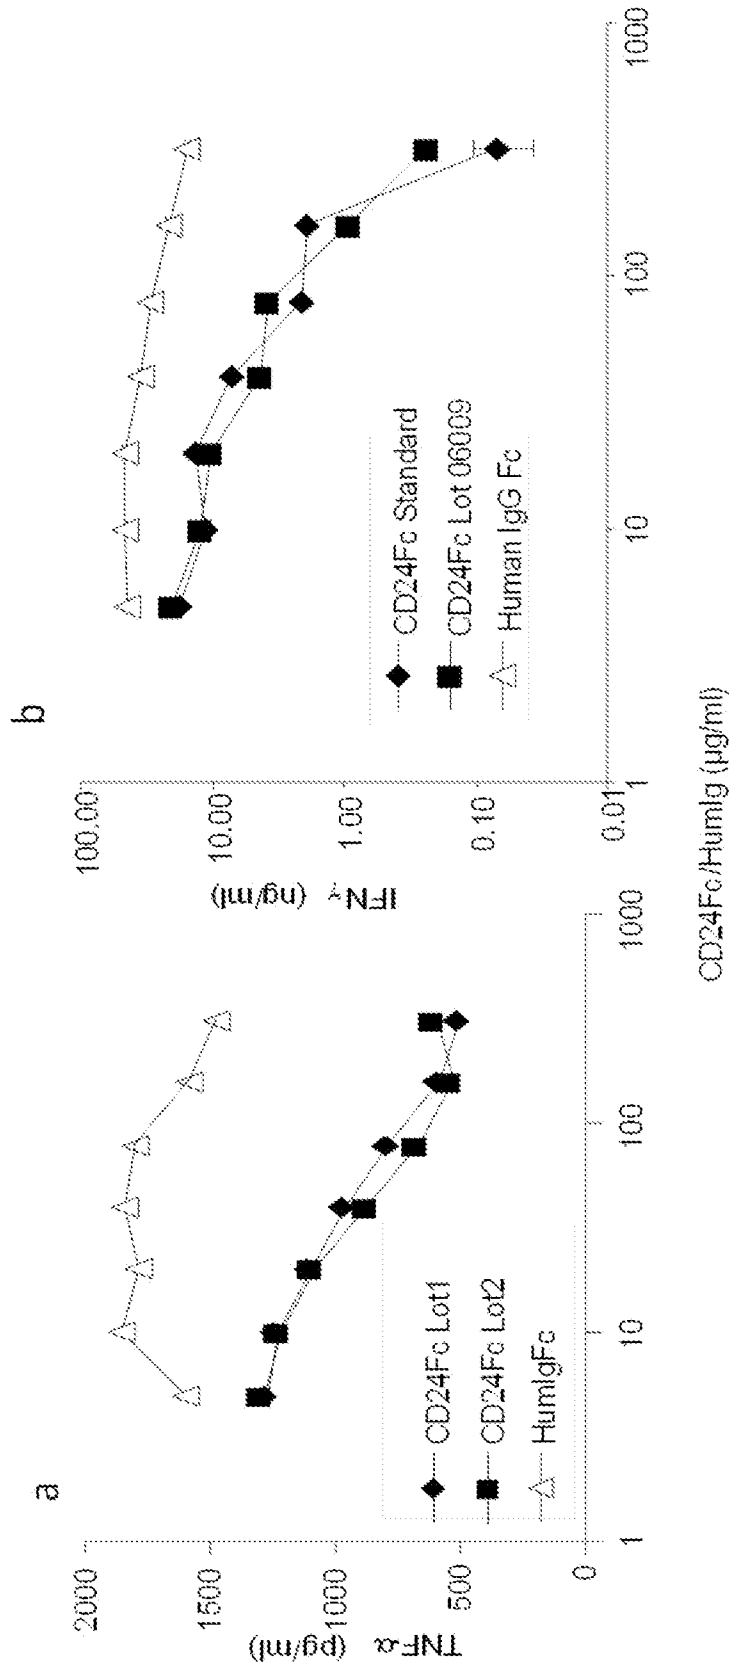 a
TNFα
(pg/ml)
2000
1500
1000
500
0
1
10
100
1000
CD24Fc Lot1
CD24Fc Lot2
HumIgFc
b
IFNγ (ng/ml)
100.00
10.00
1.00
0.10
0.01
1
10
100
1000
CD24Fc Standard
CD24Fc Lot 06009
Human IgG Fc
CD24Fc/HumIg (µg/ml)